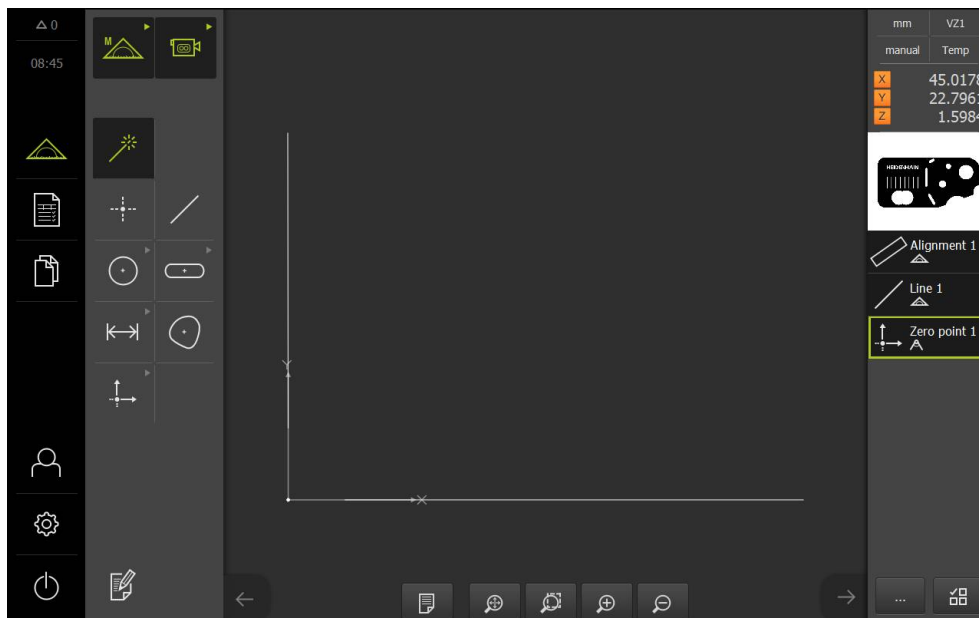 0
08:45
M
mm VZ1
manual Temp
X 45.0178
Y 22.7961
Z 1.5984
HEIDENHAIN
Alignment 1
Line 1
Zero point 1
Y
X
...